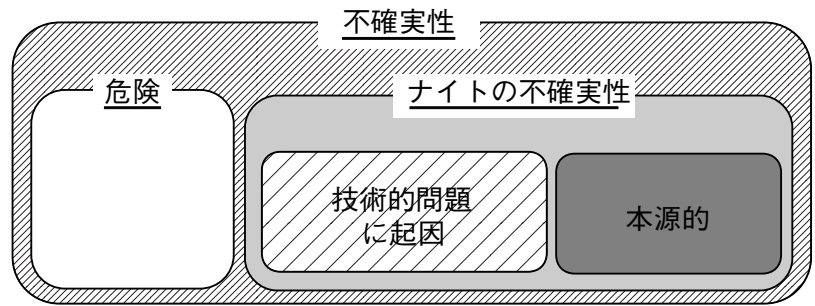 不確実性
危険
ナイトの不確実性
技術的問題
に起因
本源的